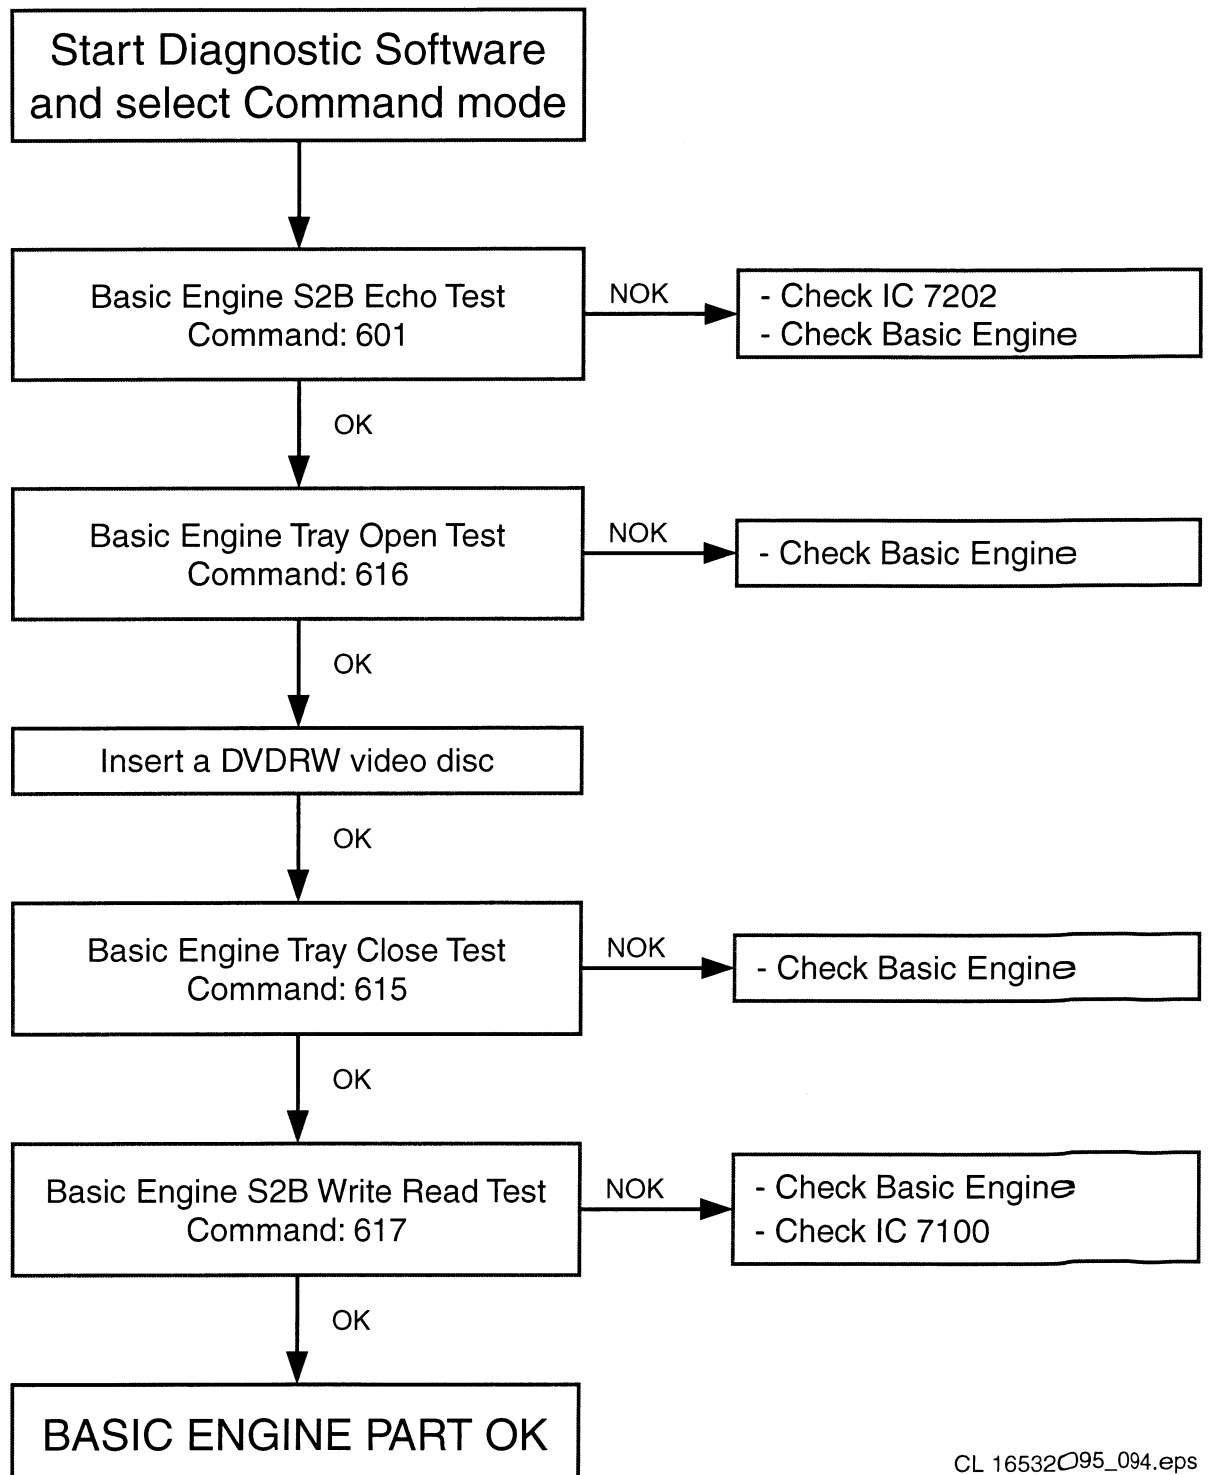 Start Diagnostic Software
and select Command mode
Basic Engine S2B Echo Test
Command: 601
NOK
- Check IC 7202
- Check Basic Engine
OK
Basic Engine Tray Open Test
Command: 616
NOK
- Check Basic Engine
OK
Insert a DVDRW video disc
OK
Basic Engine Tray Close Test
Command: 615
NOK
- Check Basic Engine
OK
Basic Engine S2B Write Read Test
Command: 617
NOK
- Check Basic Engine
- Check IC 7100
OK
BASIC ENGINE PART OK
CL 16532095_094.eps